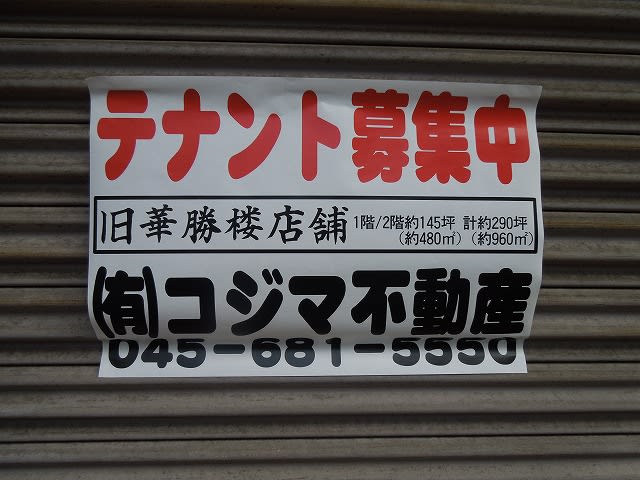 テナント募集中
旧華勝楼店舗 1階/2階約145坪 計約290坪
(約480㎡) (約960㎡)
(有)コジマ不動産
045-681-5550